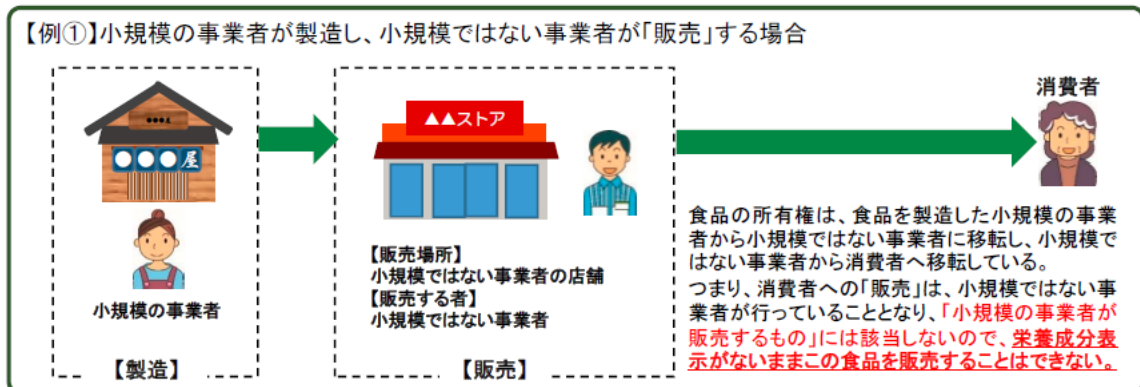 【例①】小規模の事業者が製造し、小規模ではない事業者が「販売」する場合
消費者
▲▲ストア
●●●屋
食品の所有権は、食品を製造した小規模の事業
者から小規模ではない事業者に移転し、小規模で
はない事業者から消費者へ移転している。
つまり、消費者への「販売」は、小規模ではない事
業者が行っていることとなり、「小規模の事業者が
販売するもの」には該当しないので、栄養成分表
示がないままこの食品を販売することはできない。
【販売場所】
小規模ではない事業者の店舗
【販売する者】
小規模ではない事業者
小規模の事業者
【製造】
【販売】